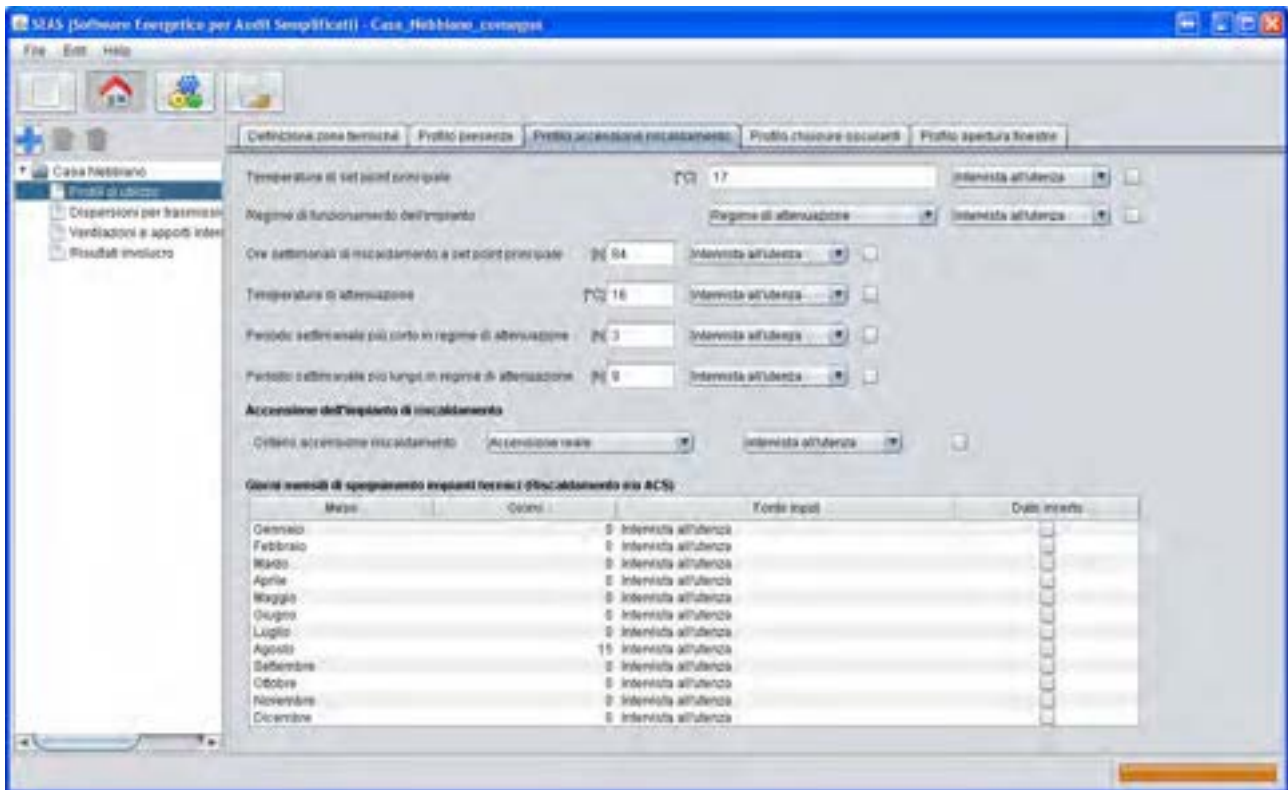 SEAS (Software Energetico per Audit Semplificati) - Casa_Nebbiano_consegus
File Edit Help
Definizione zone termiche Profilo presenza Profilo accensione riscaldamento Profilo chiusure oscuranti Profilo apertura finestre
Casa Nebbiano
Profili di utilizzo
Dispersioni per trasmissi
Ventilazioni e apporti inter
Risultati involucro
Temperatura di set point principale [°C] 17 Intervista all'utenza
Regime di funzionamento dell'impianto Regime di attenuazione Intervista all'utenza
Ore settimanali di riscaldamento a set point principale [h] 84 Intervista all'utenza
Temperatura di attenuazione [°C] 16 Intervista all'utenza
Periodo settimanale più corto in regime di attenuazione [h] 3 Intervista all'utenza
Periodo settimanale più lungo in regime di attenuazione [h] Intervista all'utenza
Accensione dell'impianto di riscaldamento
Criterio accensione riscaldamento Accensione reale Intervista all'utenza
Giorni mensili di spegnimento impianti termici (Riscaldamento e/o ACS)
Mese Giorni Fonte input Dato incerto
Gennaio 0 Intervista all'utenza
Febbraio 0 Intervista all'utenza
Marzo 0 Intervista all'utenza
Aprile 0 Intervista all'utenza
Maggio 0 Intervista all'utenza
Giugno 0 Intervista all'utenza
Luglio 0 Intervista all'utenza
Agosto 15 Intervista all'utenza
Settembre 0 Intervista all'utenza
Ottobre 0 Intervista all'utenza
Novembre 0 Intervista all'utenza
Dicembre 0 Intervista all'utenza